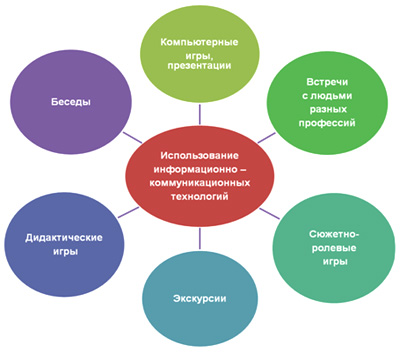 Компьютерные
игры,
презентации
Встречи
с людьми
разных
профессий
Беседы
Использование
информационно –
коммуникационных
технологий
Дидактические
игры
Сюжетно-
ролевые
игры
Экскурсии